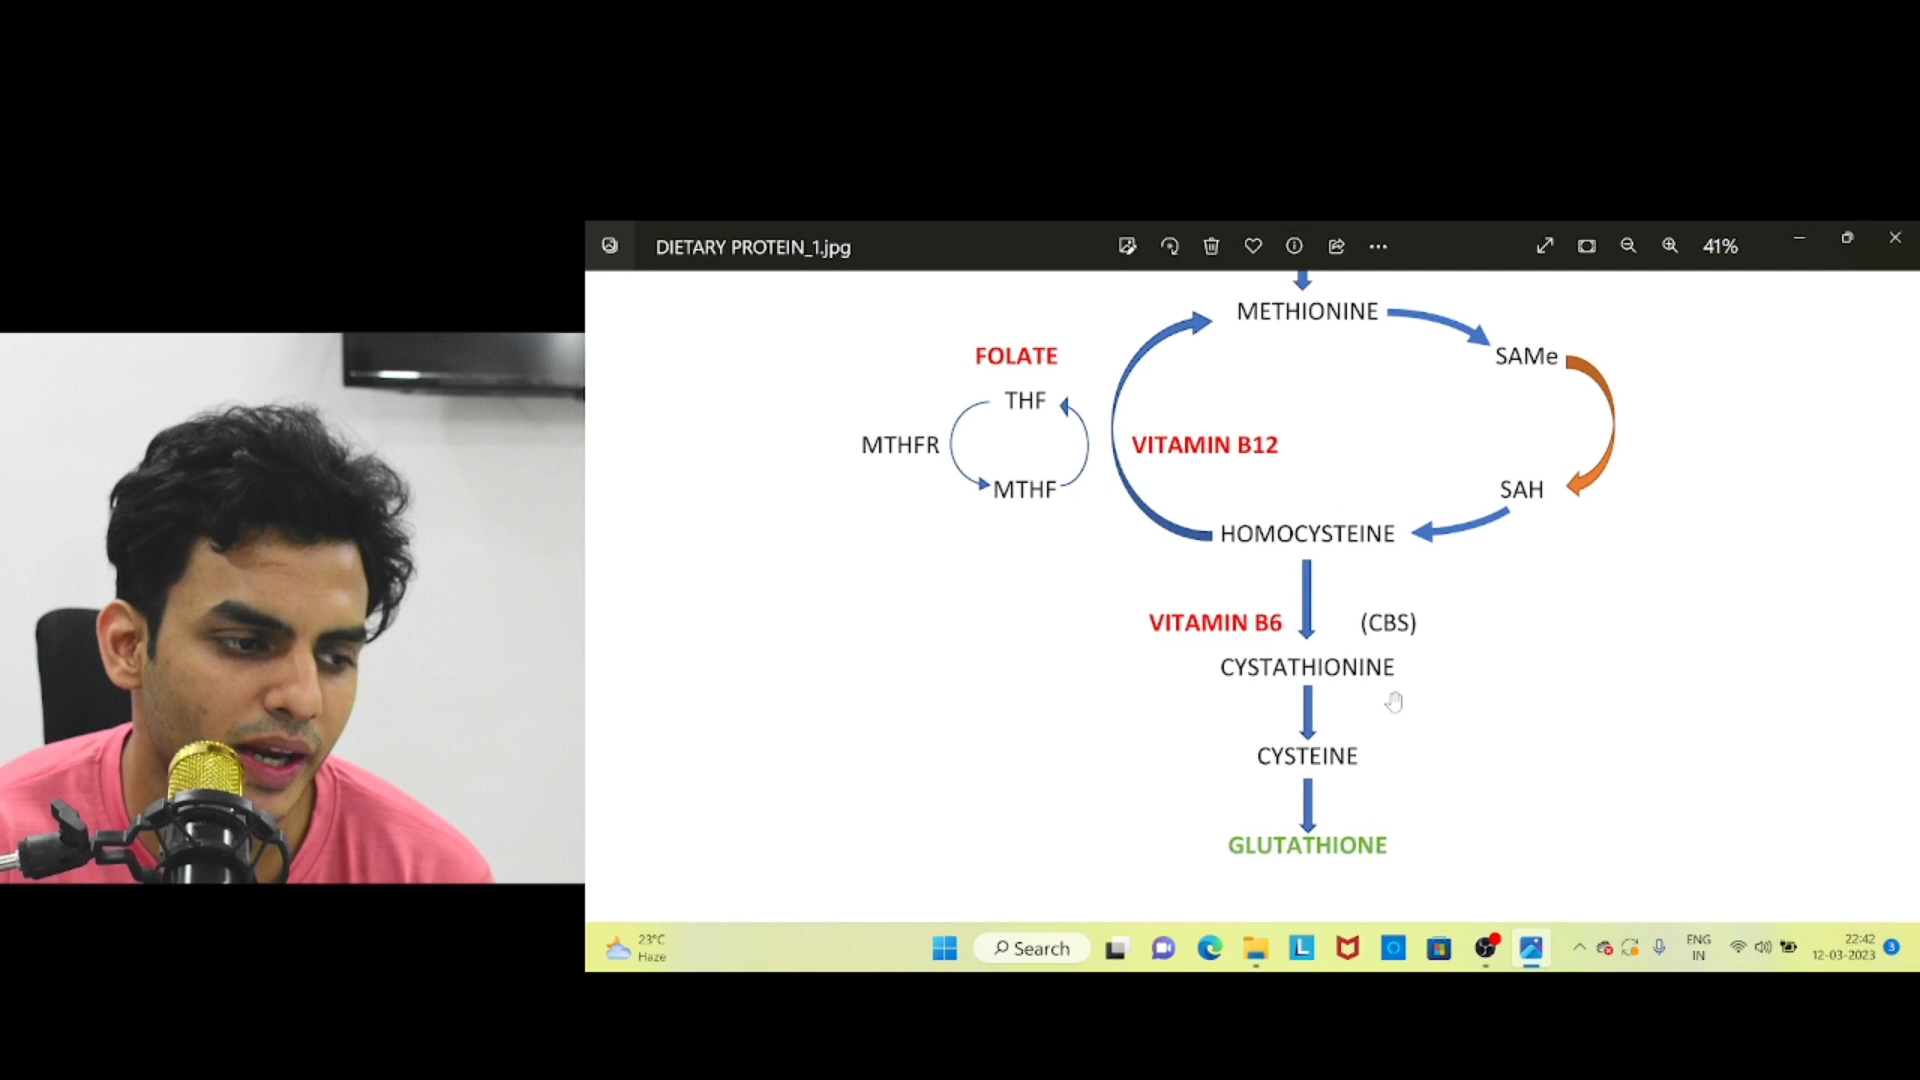 DIETARY PROTEIN_1.jpg
41%
METHIONINE
FOLATE
SAMe
THF
MTHFR
VITAMIN B12
MTHF
SAH
HOMOCYSTEINE
VITAMIN B6
(CBS)
CYSTATHIONINE
CYSTEINE
GLUTATHIONE
23°C
Haze
Search
ENG
IN
22:42
12-03-2023
3